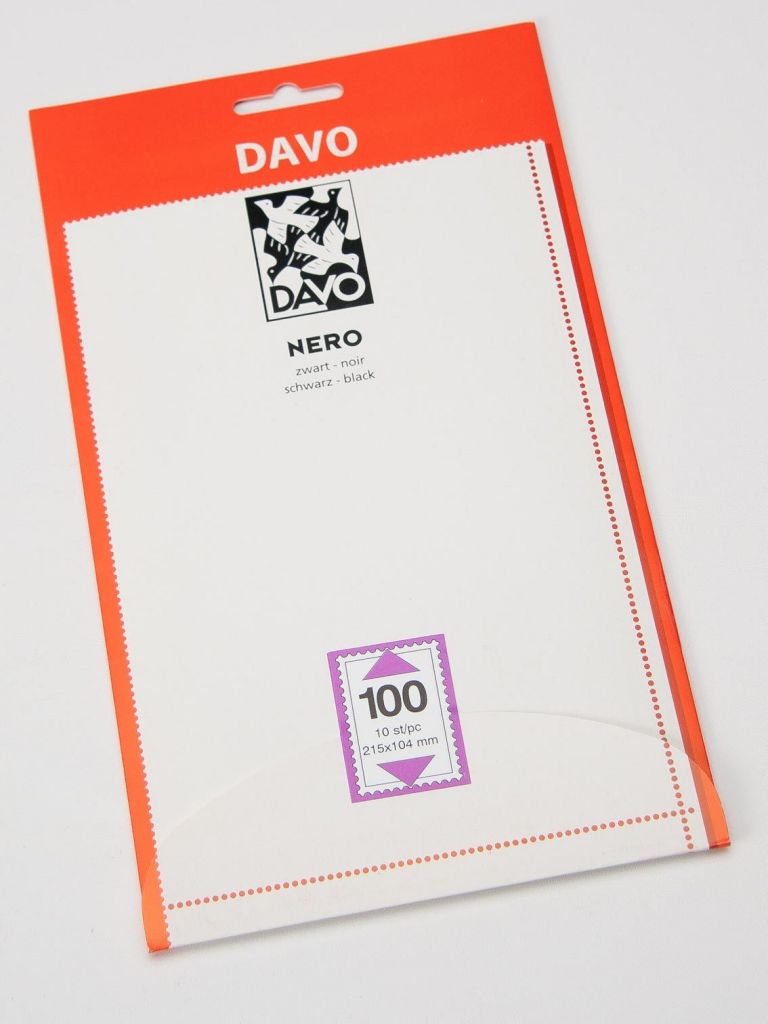 DAVO
DAVO
NERO
zwart - noir
schwarz - black
100
10 st/pc
215x104 mm